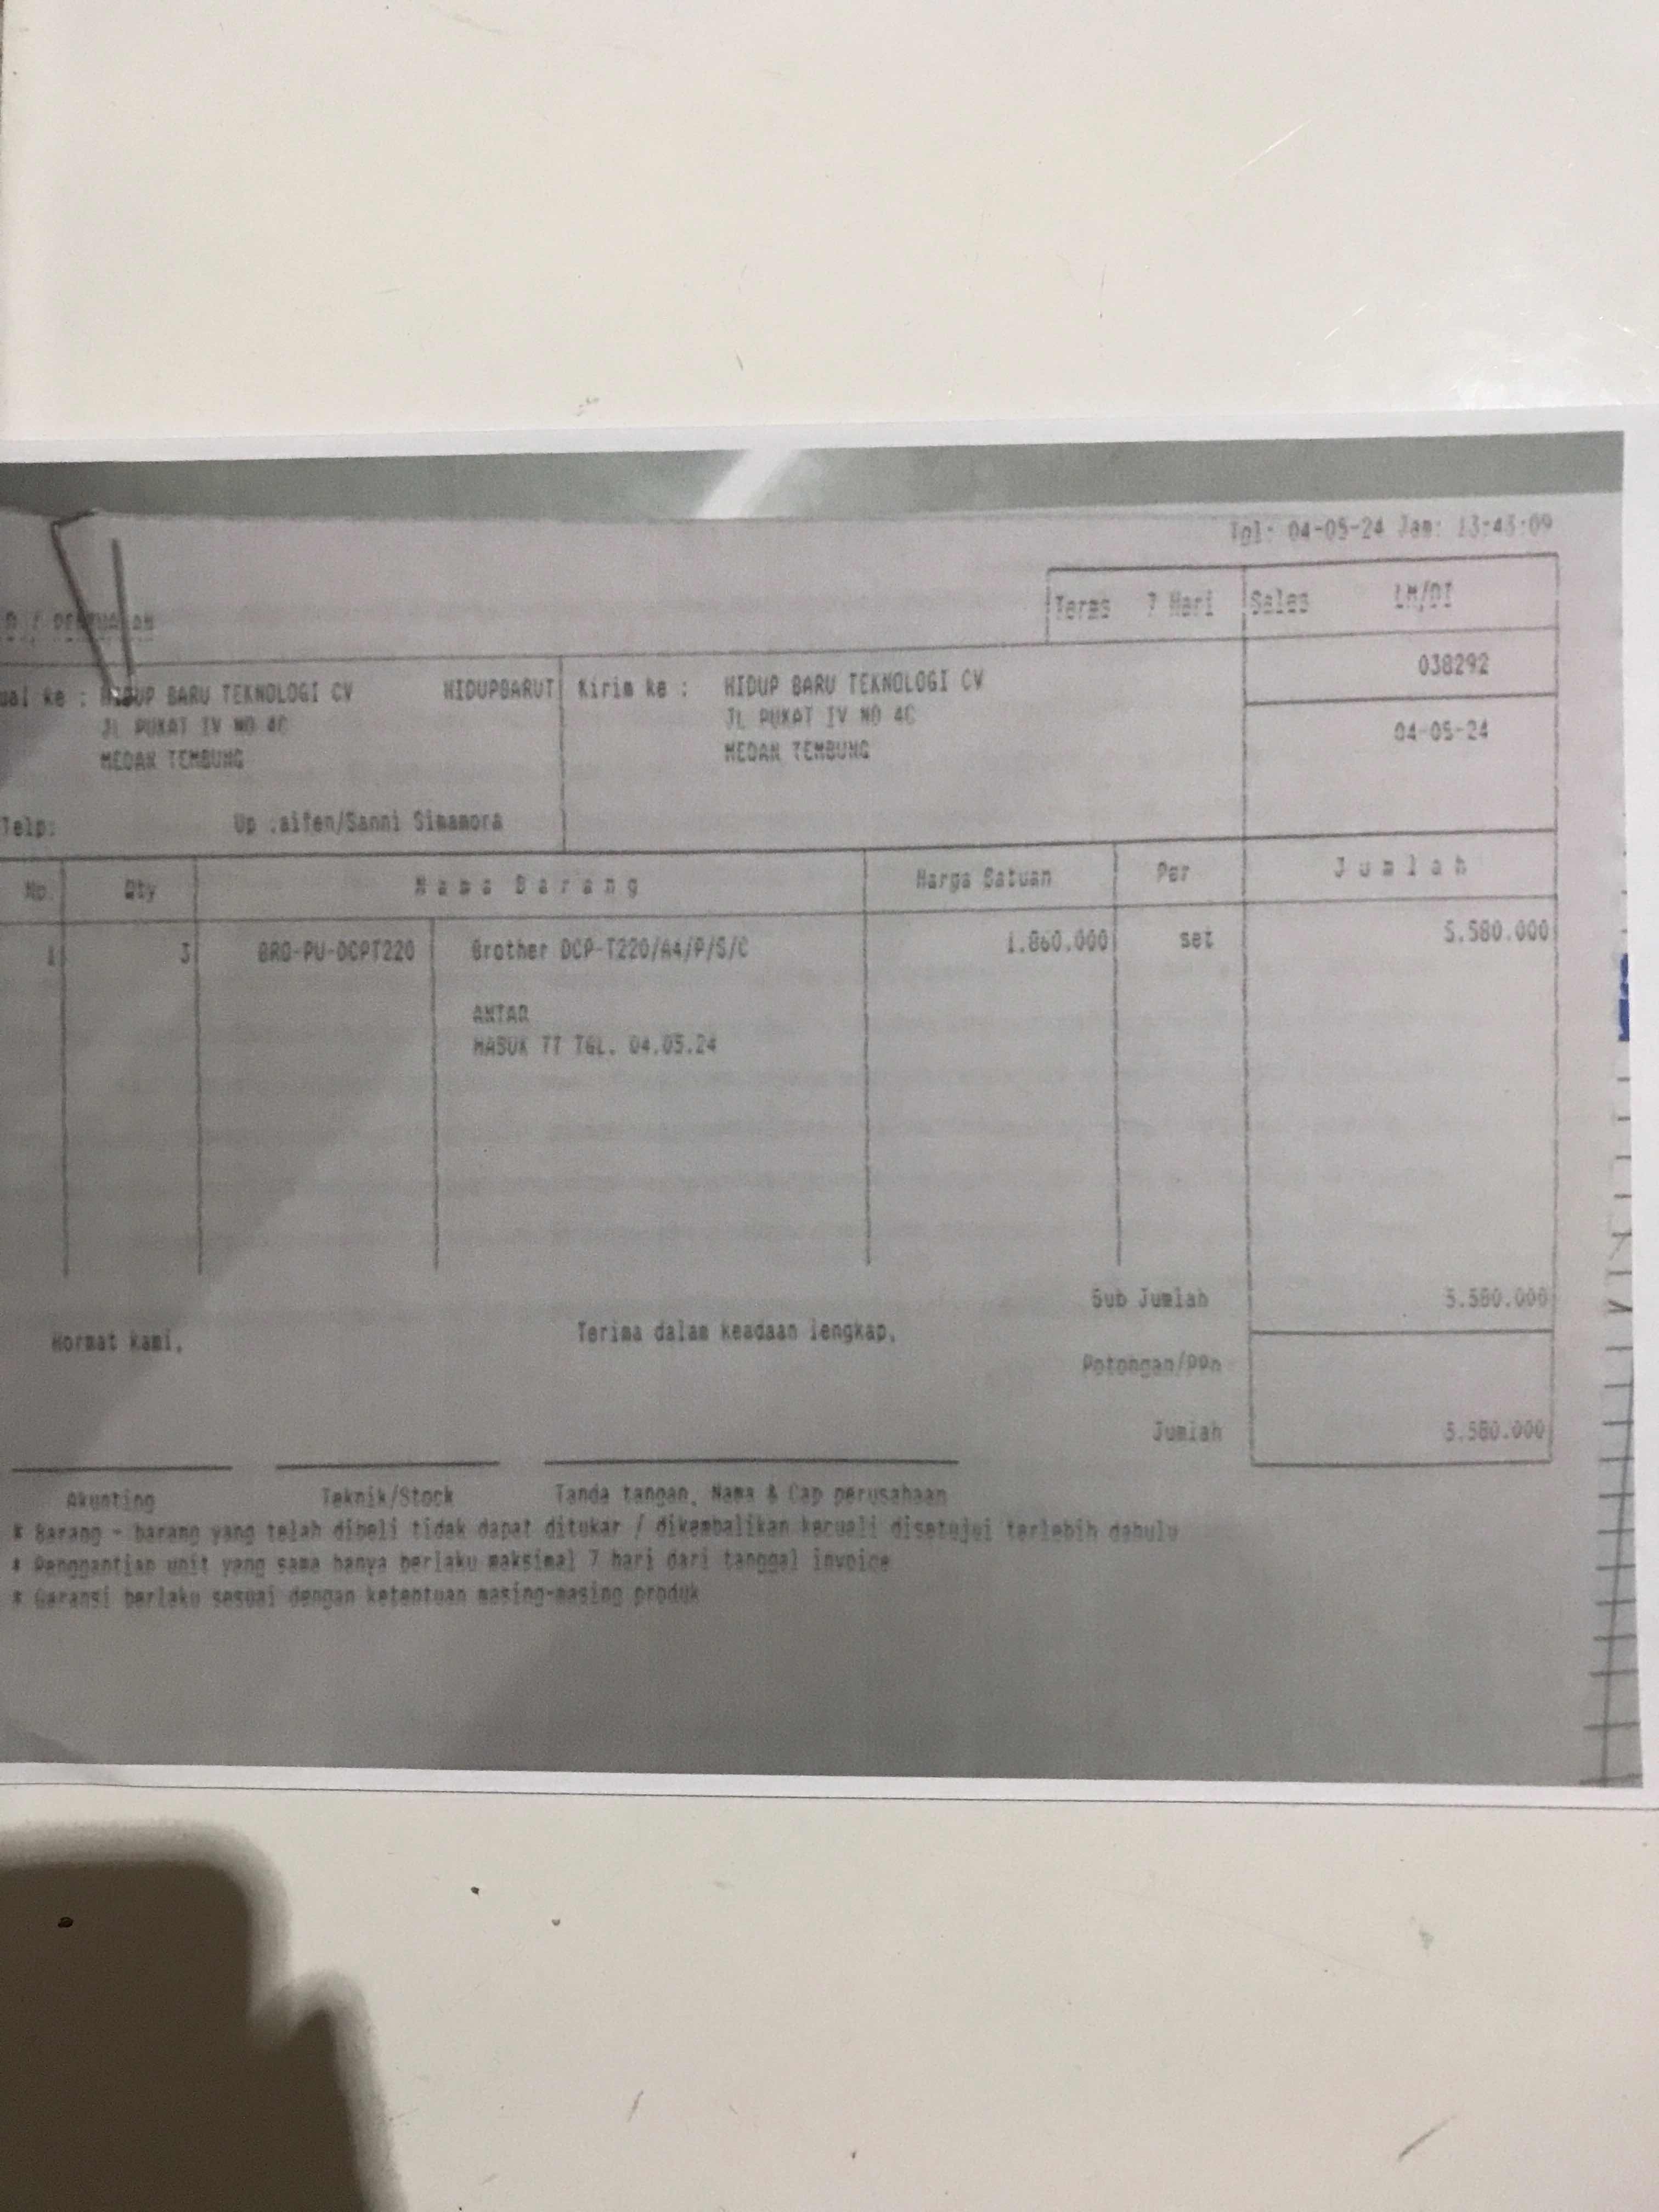 Tgl: 04-05-24 Jam: 13:43:09
Terms 7 Hari Sales LM/DI
ual ke : HIDUP BARU TEKNOLOGI CV HIDUPBARUT Kirim ke : HIDUP BARU TEKNOLOGI CV 038292
JL PUKAT IV NO 4C JL PUKAT IV NO 4C 04-05-24
MEDAN TEMBUNG MEDAN TEMBUNG
Telp: Up :aifen/Sanni Simamora
No. Qty Nama Barang Harga Satuan Per Jumlah
1 3 BRO-PU-DCPT220 Brother DCP-T220/A4/P/S/C 1.860.000 set 5.580.000
ANTAR
MASUK TT TGL. 04.05.24
Sub Jumlah 5.580.000
Hormat kami, Terima dalam keadaan lengkap,
Potongan/PPn
Jumlah 5.580.000
Akunting Teknik/Stock Tanda tangan, Nama & Cap perusahaan
* Barang - barang yang telah dibeli tidak dapat ditukar / dikembalikan kecuali disetujui terlebih dahulu
* Penggantian unit yang sama hanya berlaku maksimal 7 hari dari tanggal invoice
* Garansi berlaku sesuai dengan ketentuan masing-masing produk